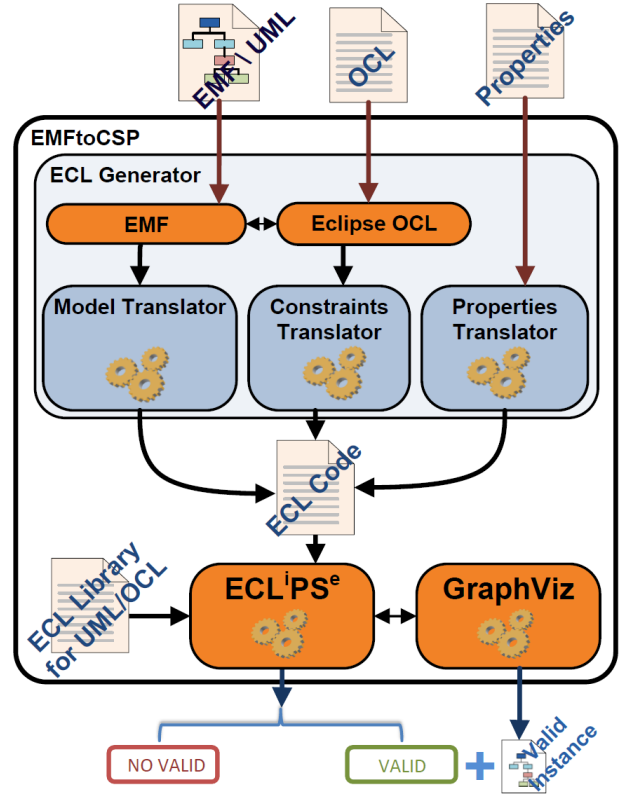 EMF \ UML
OCL
Properties
EMFtoCSP
ECL Generator
EMF
Eclipse OCL
Model Translator
Constraints
Translator
Properties
Translator
ECL Code
ECL Library
for UML/OCL
ECLiPSe
GraphViz
NO VALID
VALID
+
Valid
Instance